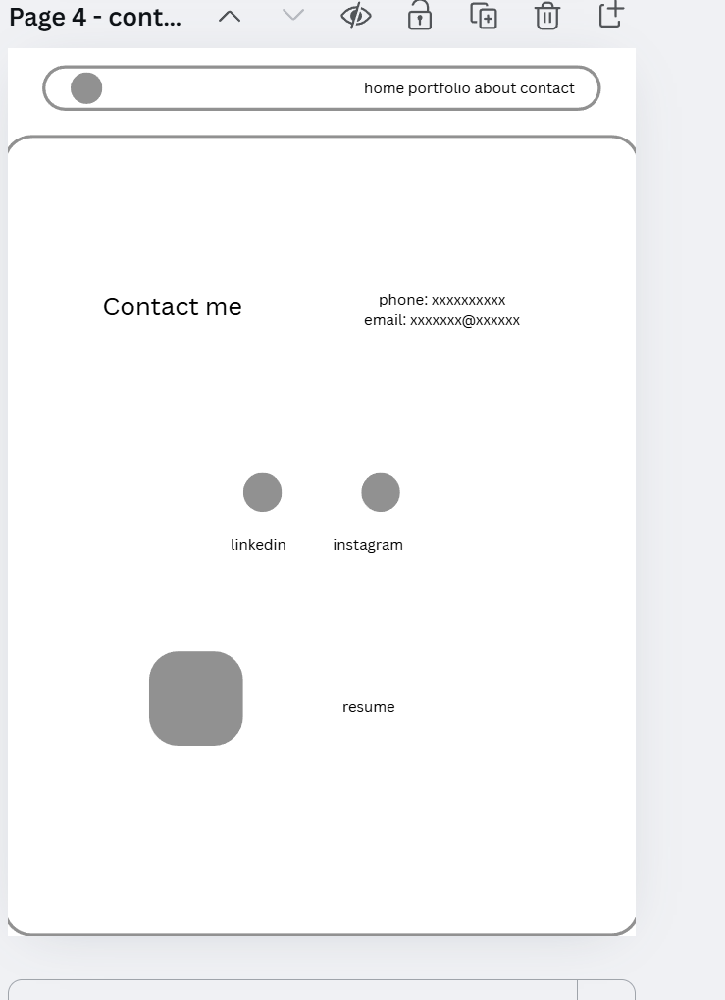 Page 4 - cont...
home portfolio about contact
Contact me
phone: xxxxxxxxxx
email: xxxxxxx@xxxxxx
linkedin
instagram
resume